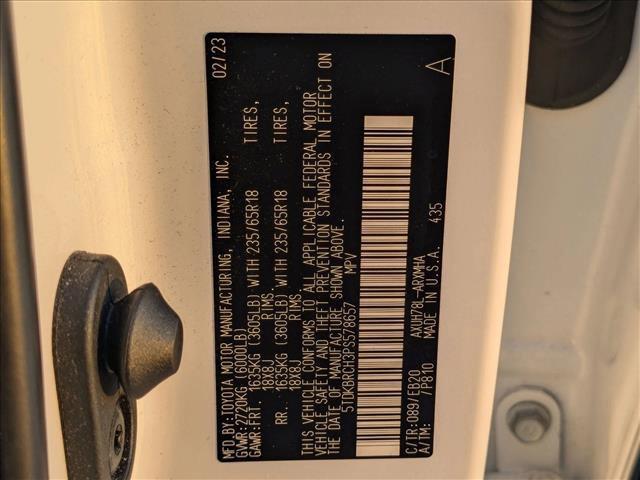 MFD.BY:TOYOTA MOTOR MANUFACTURING, INDIANA, INC. 02/23
GVWR:2720KG(6000LB)
GAWR:FRT. 1635KG (3605LB) WITH 235/65R18 TIRES,
18X8J RIMS
RR. 1635KG (3605LB) WITH 235/65R18 TIRES,
18X8J RIMS
THIS VEHICLE CONFORMS TO ALL APPLICABLE FEDERAL MOTOR
VEHICLE SAFETY AND THEFT PREVENTION STANDARDS IN EFFECT ON
THE DATE OF MANUFACTURE SHOWN ABOVE.
5TDKBRCH3PS578657 MPV
C/TR:089/EB20 AXUH78L-ARXMHA A
A/TM: /P810 MADE IN U.S.A. 435